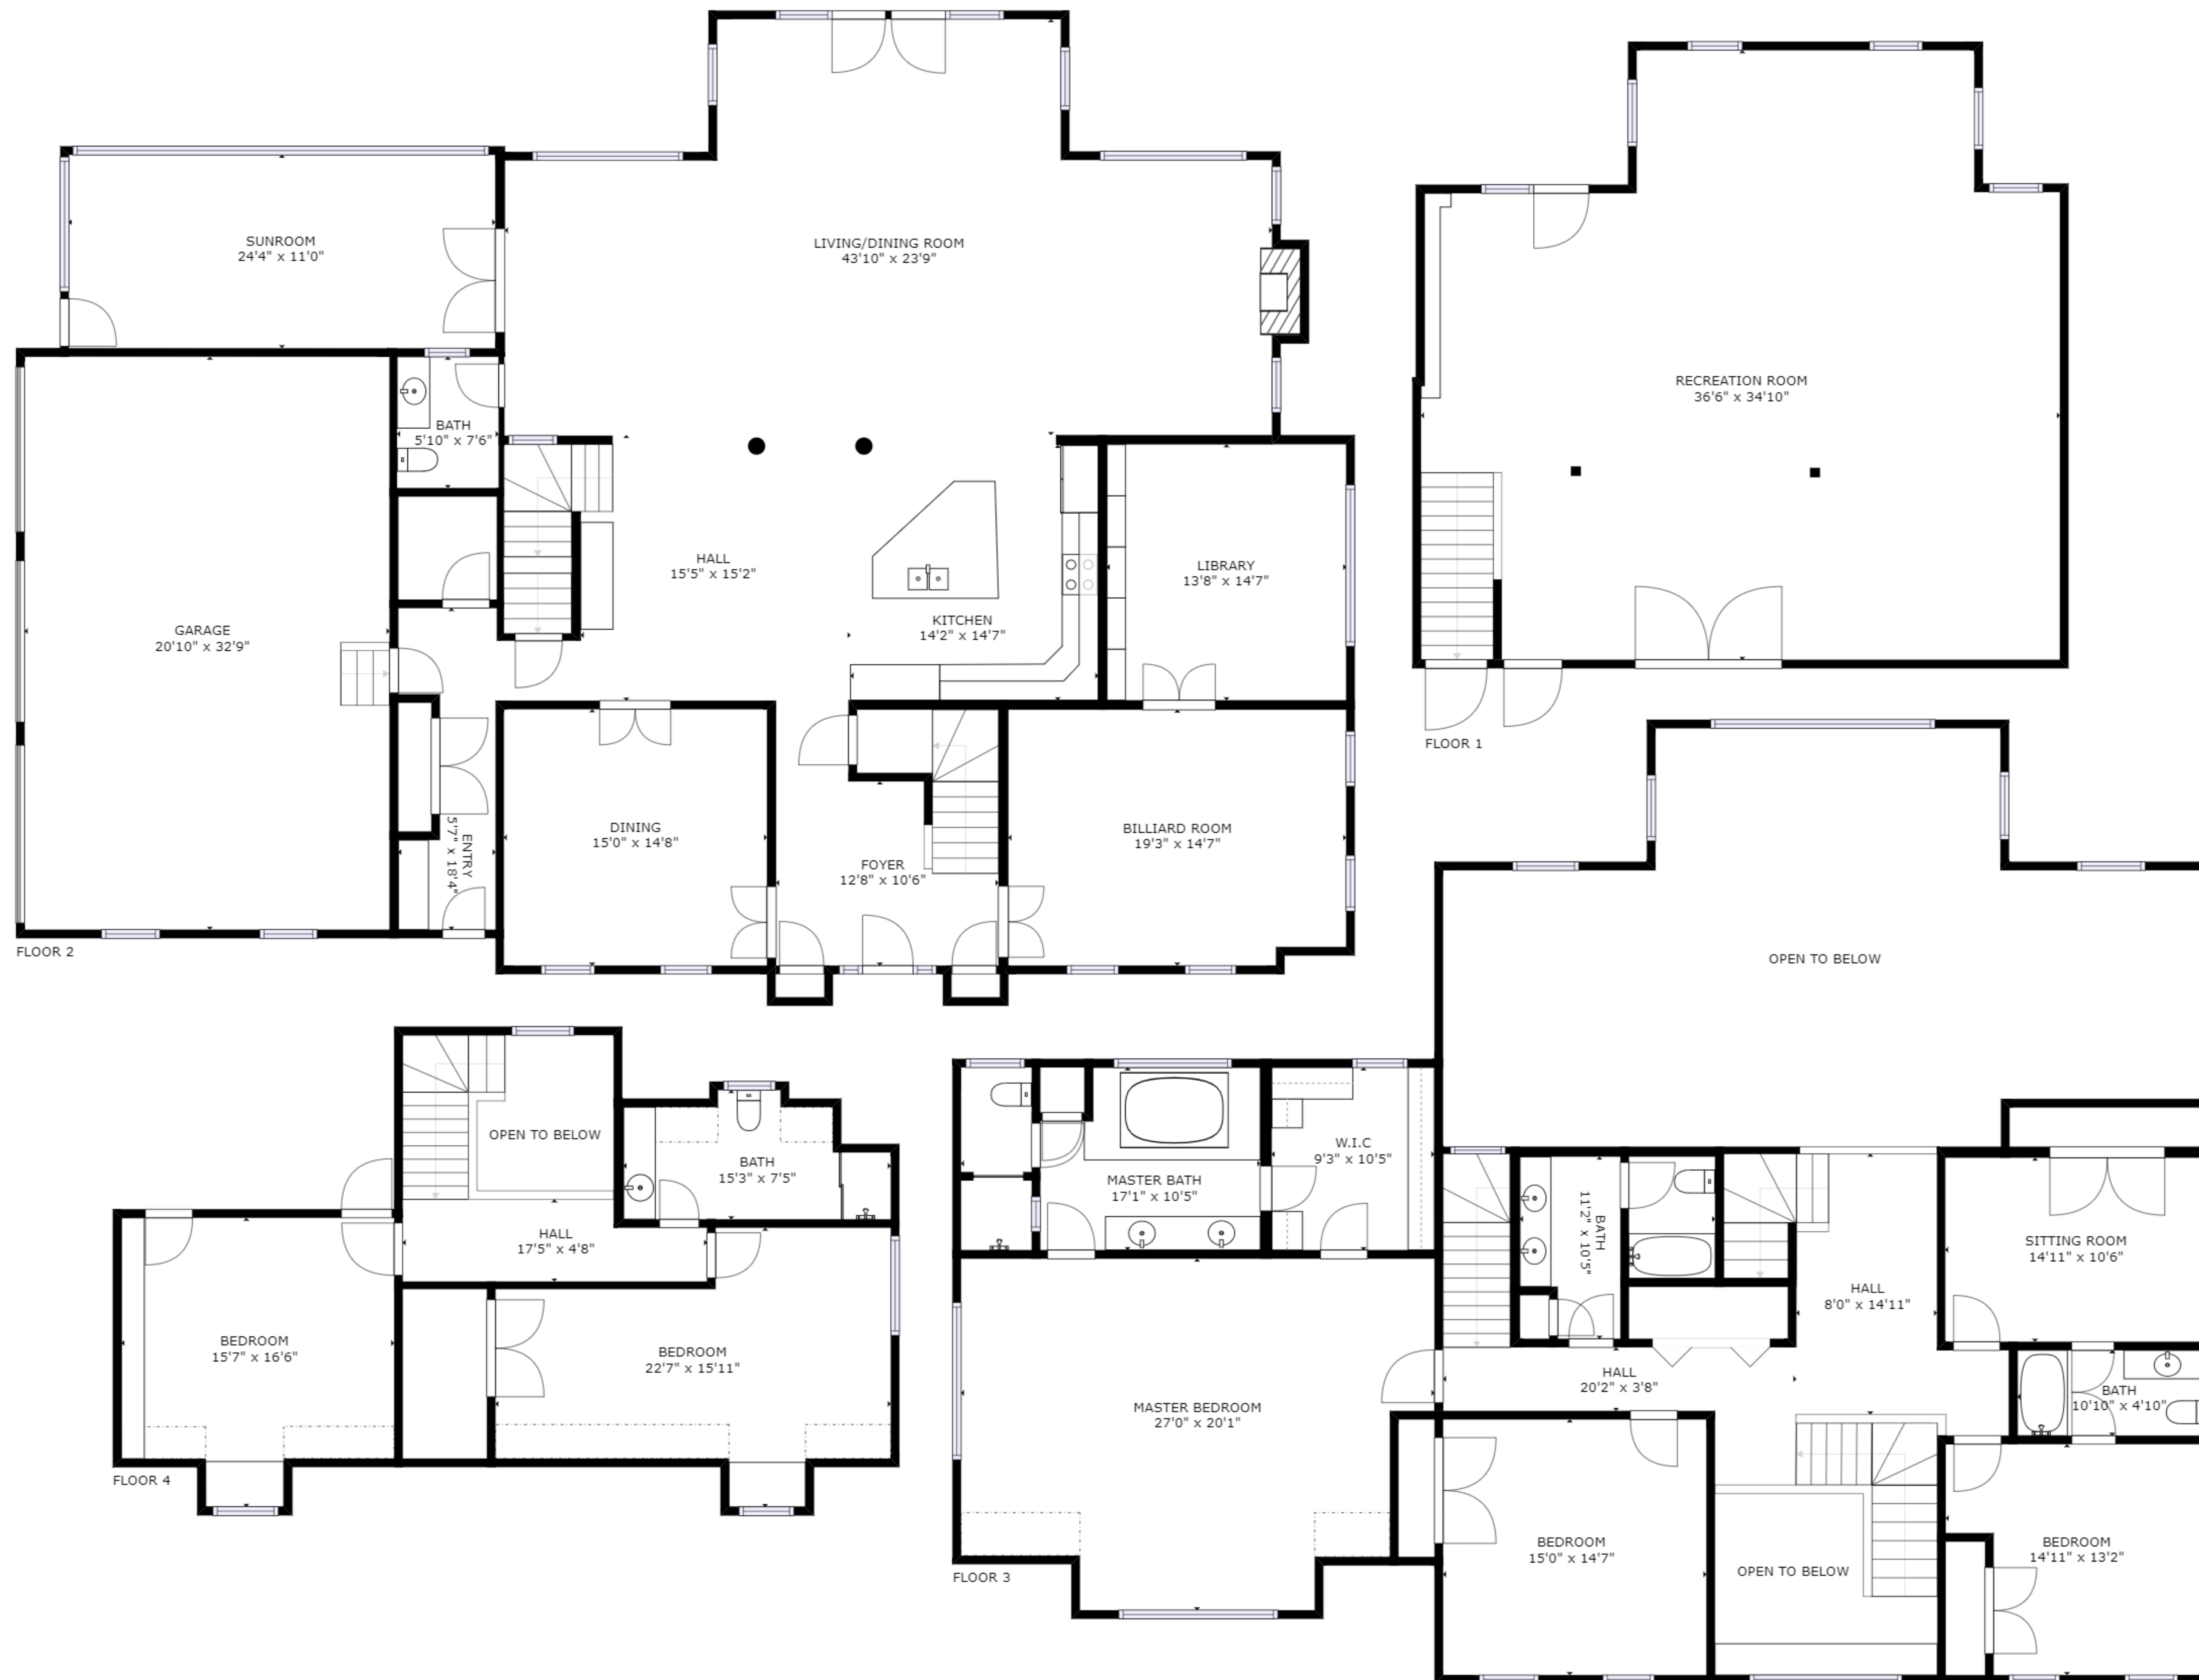 SUNROOM
24'4" x 11'0"
LIVING/DINING ROOM
43'10" x 23'9"
RECREATION ROOM
36'6" x 34'10"
BATH
5'10" x 7'6"
HALL
15'5" x 15'2"
LIBRARY
13'8" x 14'7"
GARAGE
20'10" x 32'9"
KITCHEN
14'2" x 14'7"
FLOOR 1
DINING
15'0" x 14'8"
BILLIARD ROOM
19'3" x 14'7"
ENTRY
5'7" x 18'4"
FOYER
12'8" x 10'6"
FLOOR 2
OPEN TO BELOW
OPEN TO BELOW
BATH
15'3" x 7'5"
W.I.C
9'3" x 10'5"
MASTER BATH
17'1" x 10'5"
BATH
11'2" x 10'5"
HALL
17'5" x 4'8"
SITTING ROOM
14'11" x 10'6"
HALL
8'0" x 14'11"
BEDROOM
15'7" x 16'6"
BEDROOM
22'7" x 15'11"
HALL
20'2" x 3'8"
MASTER BEDROOM
27'0" x 20'1"
BATH
10'10" x 4'10"
FLOOR 4
BEDROOM
15'0" x 14'7"
OPEN TO BELOW
BEDROOM
14'11" x 13'2"
FLOOR 3